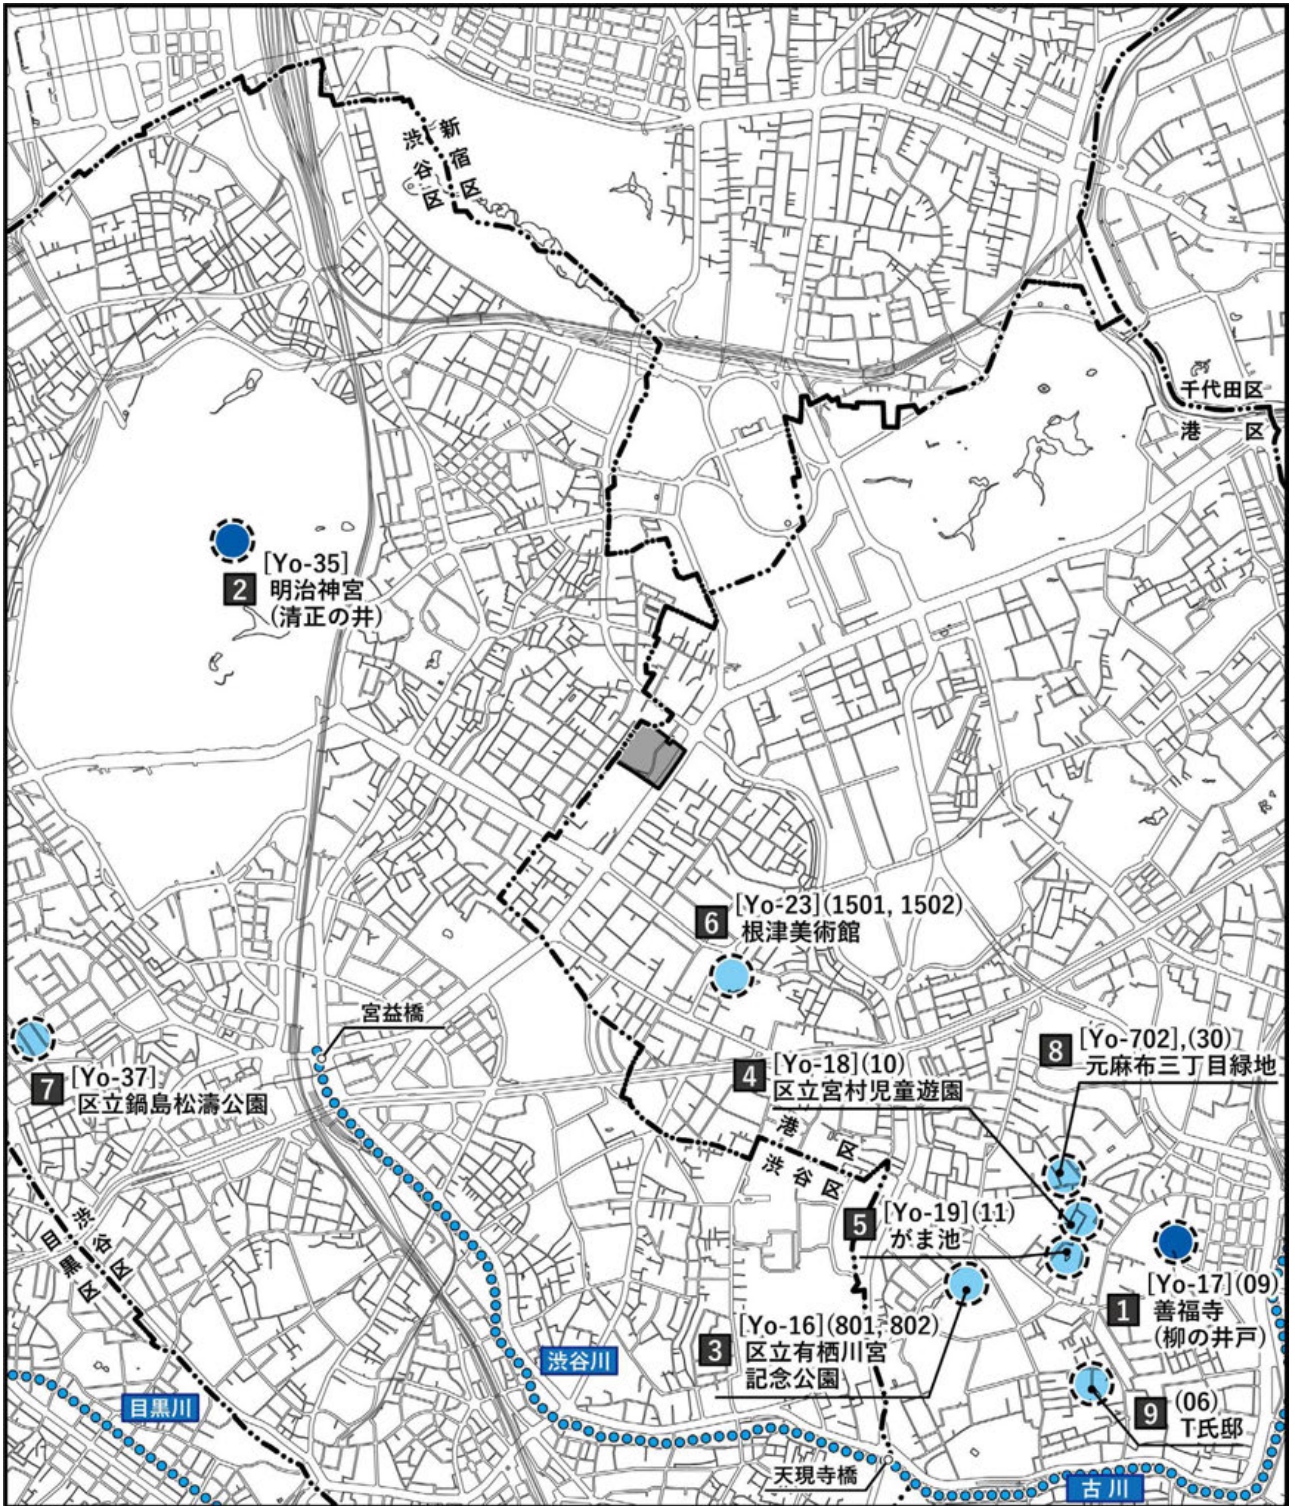 新宿区
渋谷区
千代田区
港 区
[Yo-35]
2 明治神宮
(清正の井)
6 [Yo-23](1501, 1502)
根津美術館
宮益橋
7 [Yo-37]
区立鍋島松濤公園
4 [Yo-18](10)
区立宮村児童遊園
8 [Yo-702],(30)
元麻布三丁目緑地
港区
渋谷区
5 [Yo-19](11)
がま池
渋谷区
目黒区
1 [Yo-17](09)
善福寺
(柳の井戸)
3 [Yo-16](801, 802)
区立有栖川宮
記念公園
渋谷川
目黒川
9 (06)
T氏邸
天現寺橋
古川